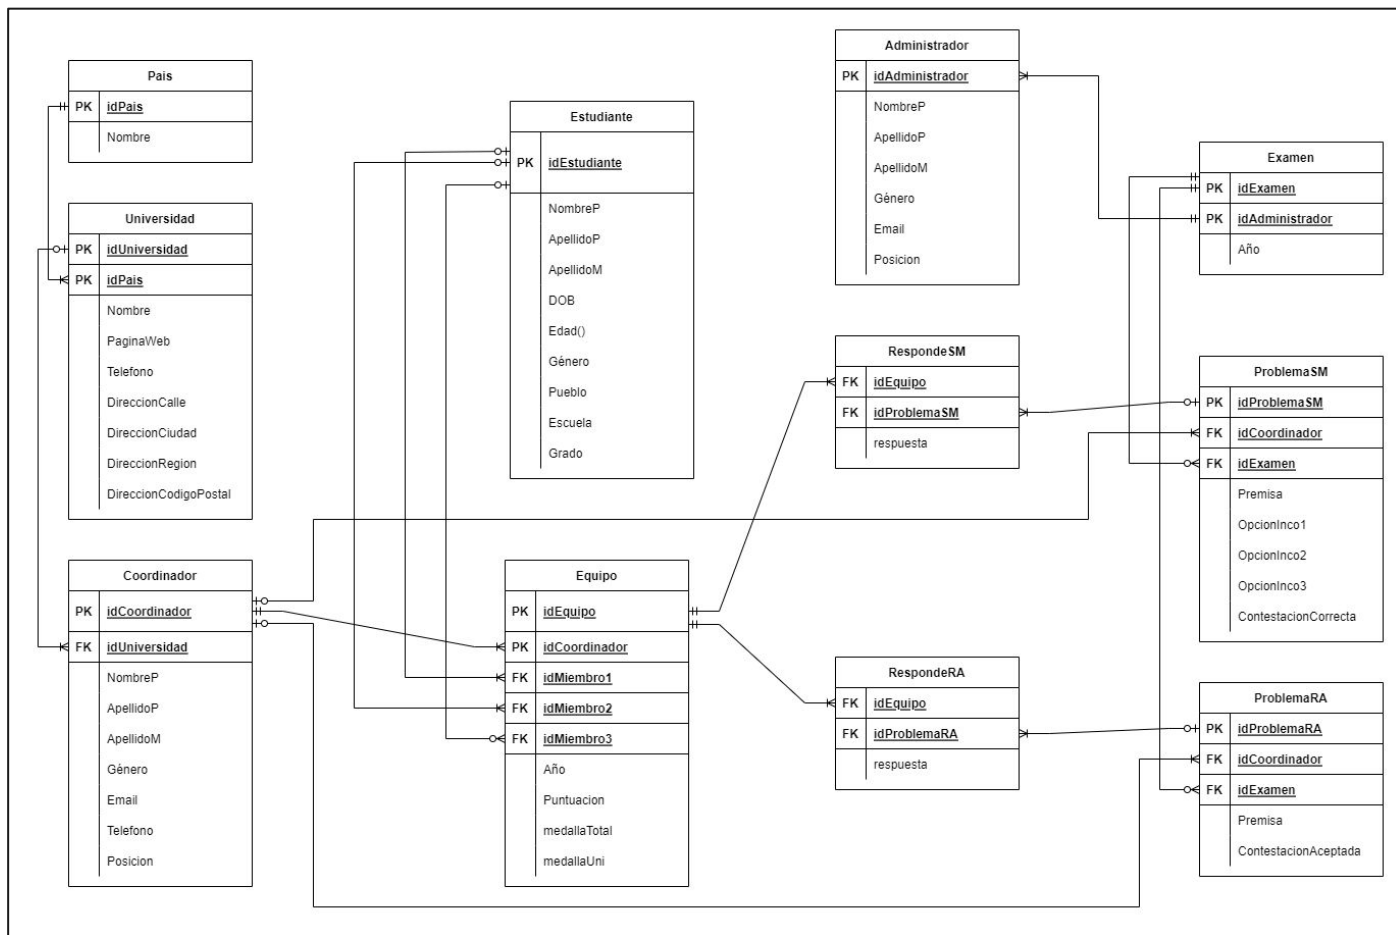 Pais
PK idPais
Nombre
Universidad
PK idUniversidad
PK idPais
Nombre
PaginaWeb
Telefono
DireccionCalle
DireccionCiudad
DireccionRegion
DireccionCodigoPostal
Coordinador
PK idCoordinador
FK idUniversidad
NombreP
ApellidoP
ApellidoM
Género
Email
Telefono
Posicion
Estudiante
PK idEstudiante
NombreP
ApellidoP
ApellidoM
DOB
Edad()
Género
Pueblo
Escuela
Grado
Equipo
PK idEquipo
PK idCoordinador
FK idMiembro1
FK idMiembro2
FK idMiembro3
Año
Puntuacion
medallaTotal
medallaUni
Administrador
PK idAdministrador
NombreP
ApellidoP
ApellidoM
Género
Email
Posicion
RespondeSM
FK idEquipo
FK idProblemaSM
respuesta
RespondeRA
FK idEquipo
FK idProblemaRA
respuesta
Examen
PK idExamen
PK idAdministrador
Año
ProblemaSM
PK idProblemaSM
FK idCoordinador
FK idExamen
Premisa
OpcionInco1
OpcionInco2
OpcionInco3
ContestacionCorrecta
ProblemaRA
PK idProblemaRA
FK idCoordinador
FK idExamen
Premisa
ContestacionAceptada